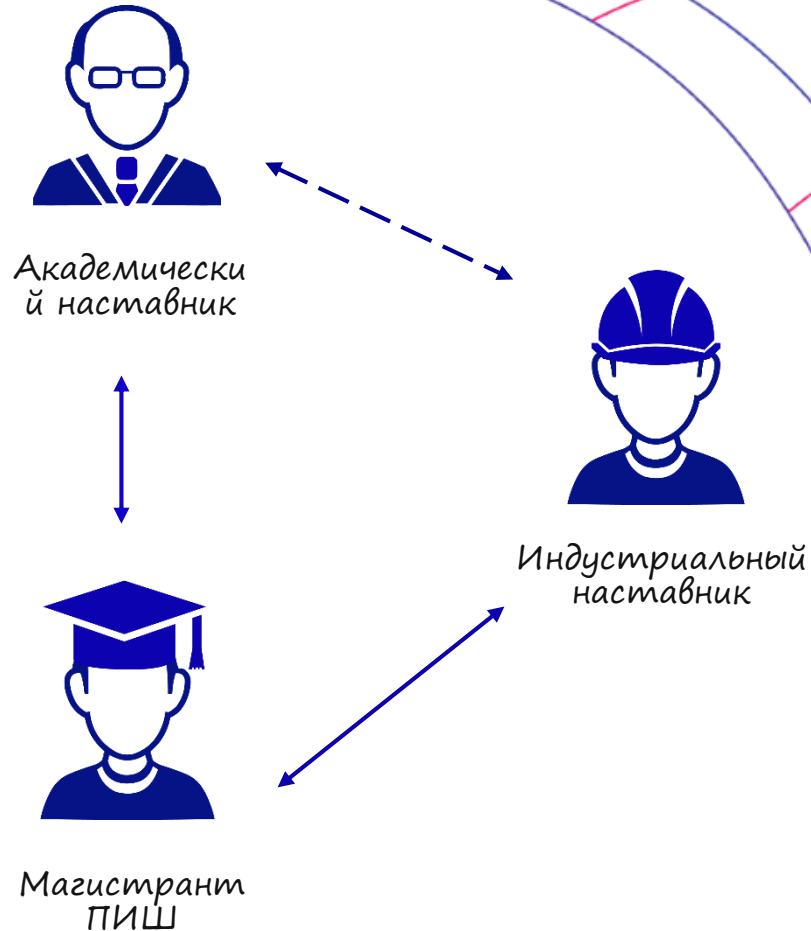 Академически
й наставник
Индустриальный
наставник
Магистрант
ПИШ